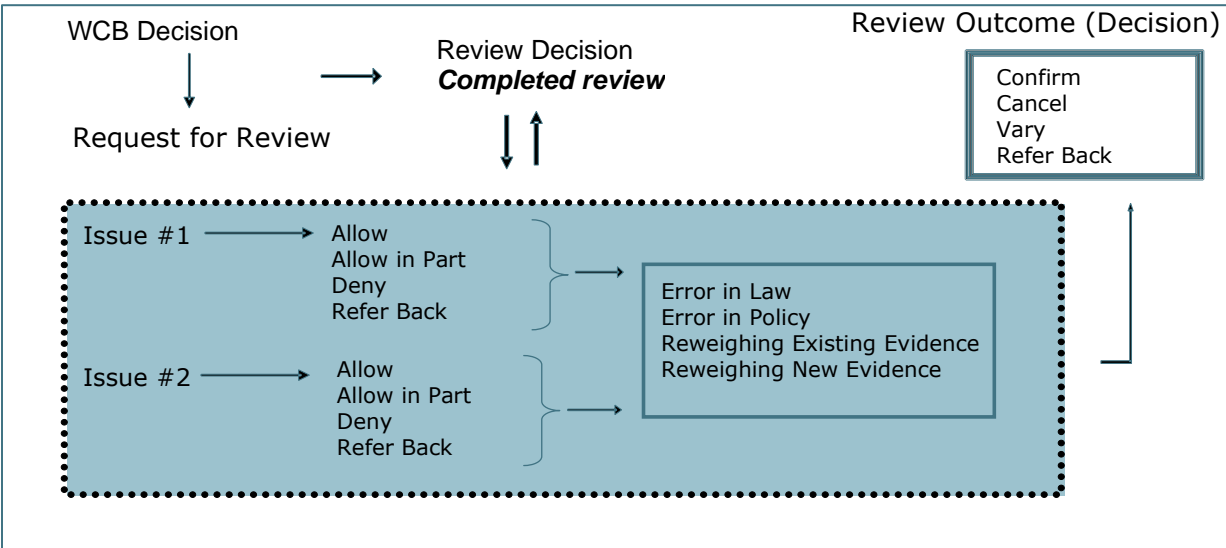 WCB Decision
Request for Review
Review Decision
Completed review
Review Outcome (Decision)
Confirm
Cancel
Vary
Refer Back
Issue #1
Allow
Allow in Part
Deny
Refer Back
Issue #2
Allow
Allow in Part
Deny
Refer Back
Error in Law
Error in Policy
Reweighing Existing Evidence
Reweighing New Evidence